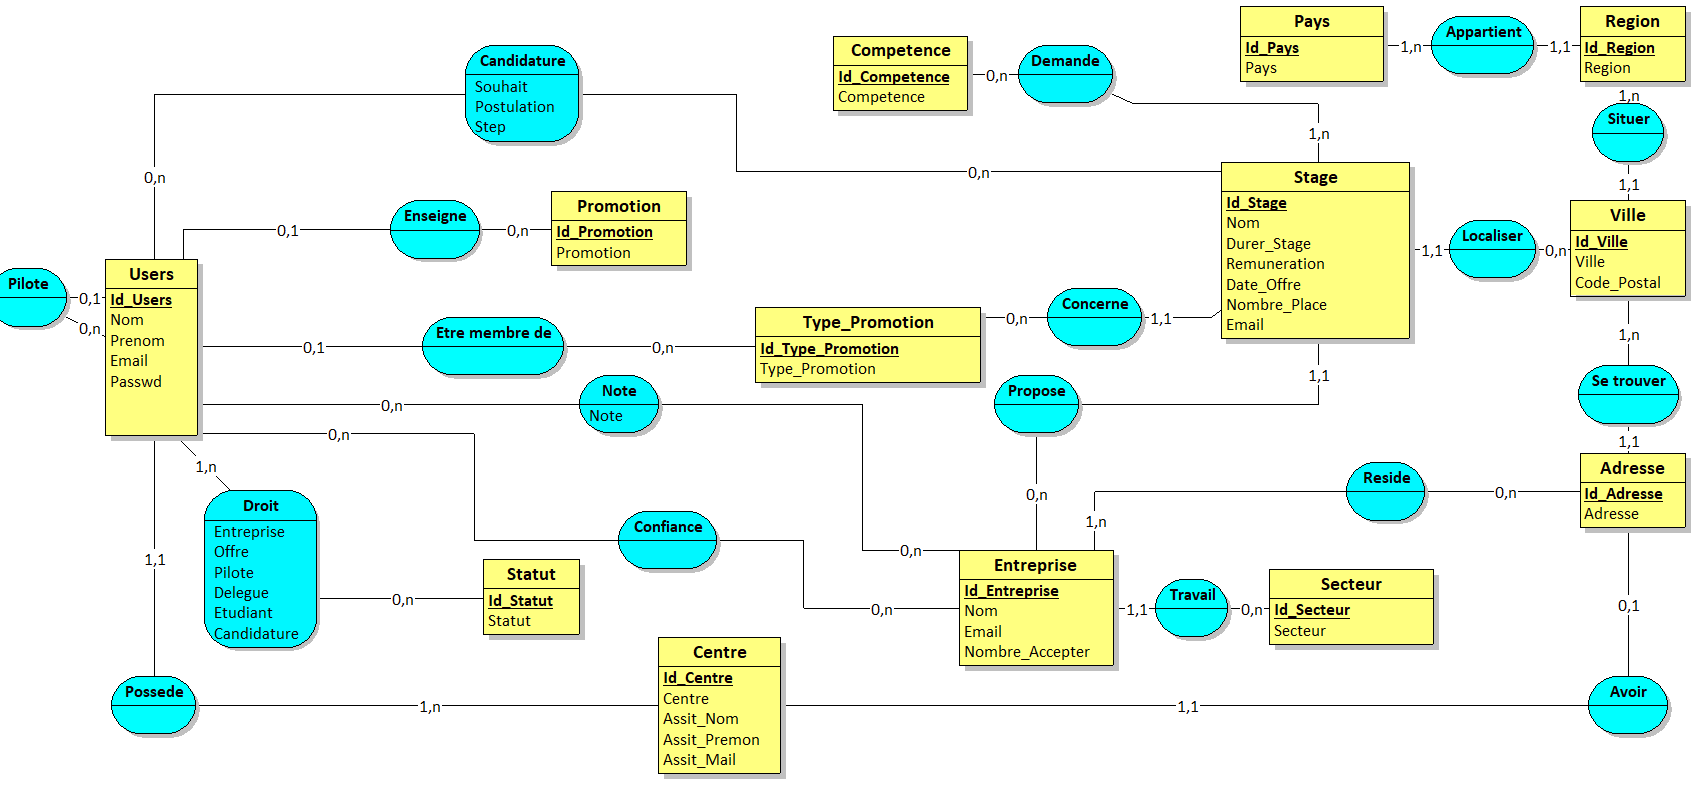 Pays
Id_Pays
Pays
1,n
Appartient
1,1
Region
Id_Region
Region
Competence
Id_Competence
Competence
0,n
Demande
1,n
Candidature
Souhait
Postulation
Step
0,n
0,n
1,n
Situer
1,1
Stage
Id_Stage
Nom
Durer_Stage
Remuneration
Date_Offre
Nombre_Place
Email
1,1
Localiser
0,n
Ville
Id_Ville
Ville
Code_Postal
0,1
Enseigne
0,n
Promotion
Id_Promotion
Promotion
Pilote
0,1
0,n
Users
Id_Users
Nom
Prenom
Email
Passwd
0,1
Etre membre de
0,n
Type_Promotion
Id_Type_Promotion
Type_Promotion
0,n
Concerne
1,1
1,n
Se trouver
1,1
0,n
Note
Note
0,n
Propose
1,1
0,n
0,n
Confiance
0,n
1,n
Reside
0,n
Adresse
Id_Adresse
Adresse
1,n
Droit
Entreprise
Offre
Pilote
Delegue
Etudiant
Candidature
0,n
Statut
Id_Statut
Statut
Entreprise
Id_Entreprise
Nom
Email
Nombre_Accepter
1,1
Travail
0,n
Secteur
Id_Secteur
Secteur
1,1
Possede
1,n
Centre
Id_Centre
Centre
Assit_Nom
Assit_Premon
Assit_Mail
1,1
Avoir
0,1